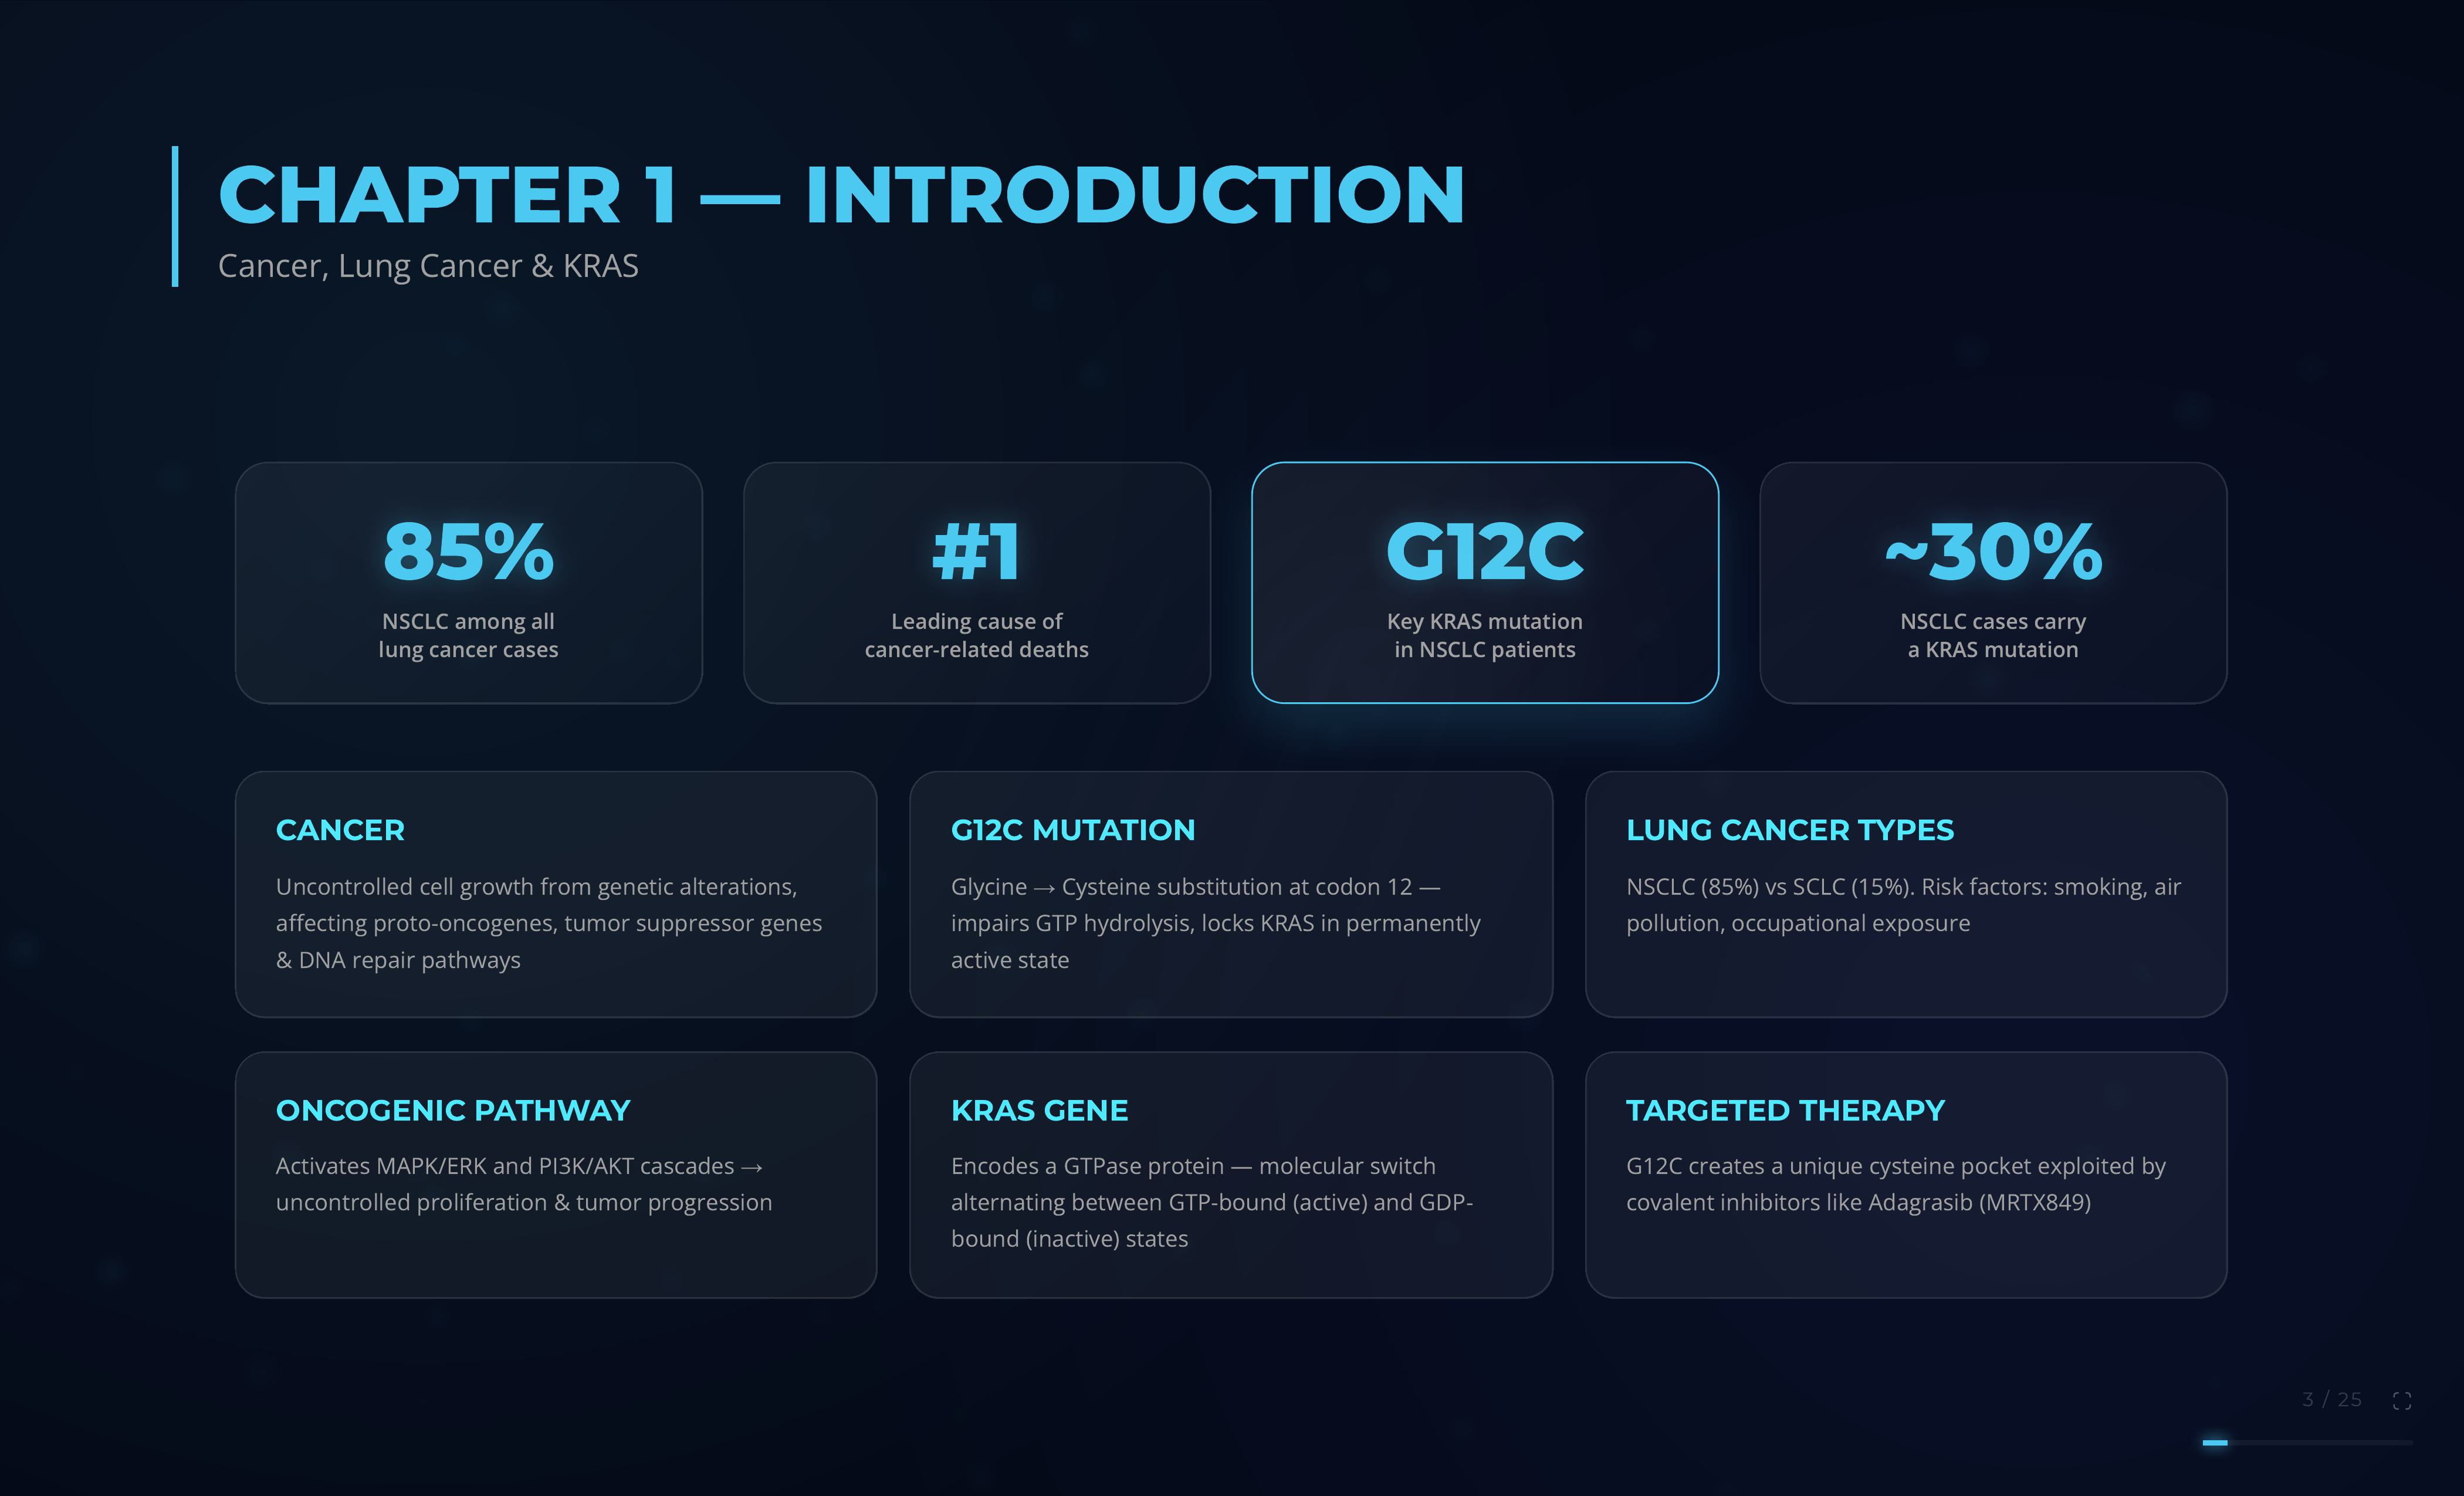 CHAPTER 1 — INTRODUCTION
Cancer, Lung Cancer & KRAS
85%
NSCLC among all
lung cancer cases
#1
Leading cause of
cancer-related deaths
G12C
Key KRAS mutation
in NSCLC patients
~30%
NSCLC cases carry
a KRAS mutation
CANCER
Uncontrolled cell growth from genetic alterations,
affecting proto-oncogenes, tumor suppressor genes
& DNA repair pathways
G12C MUTATION
Glycine → Cysteine substitution at codon 12 —
impairs GTP hydrolysis, locks KRAS in permanently
active state
LUNG CANCER TYPES
NSCLC (85%) vs SCLC (15%). Risk factors: smoking, air
pollution, occupational exposure
ONCOGENIC PATHWAY
Activates MAPK/ERK and PI3K/AKT cascades →
uncontrolled proliferation & tumor progression
KRAS GENE
Encodes a GTPase protein — molecular switch
alternating between GTP-bound (active) and GDP-
bound (inactive) states
TARGETED THERAPY
G12C creates a unique cysteine pocket exploited by
covalent inhibitors like Adagrasib (MRTX849)
3 / 25